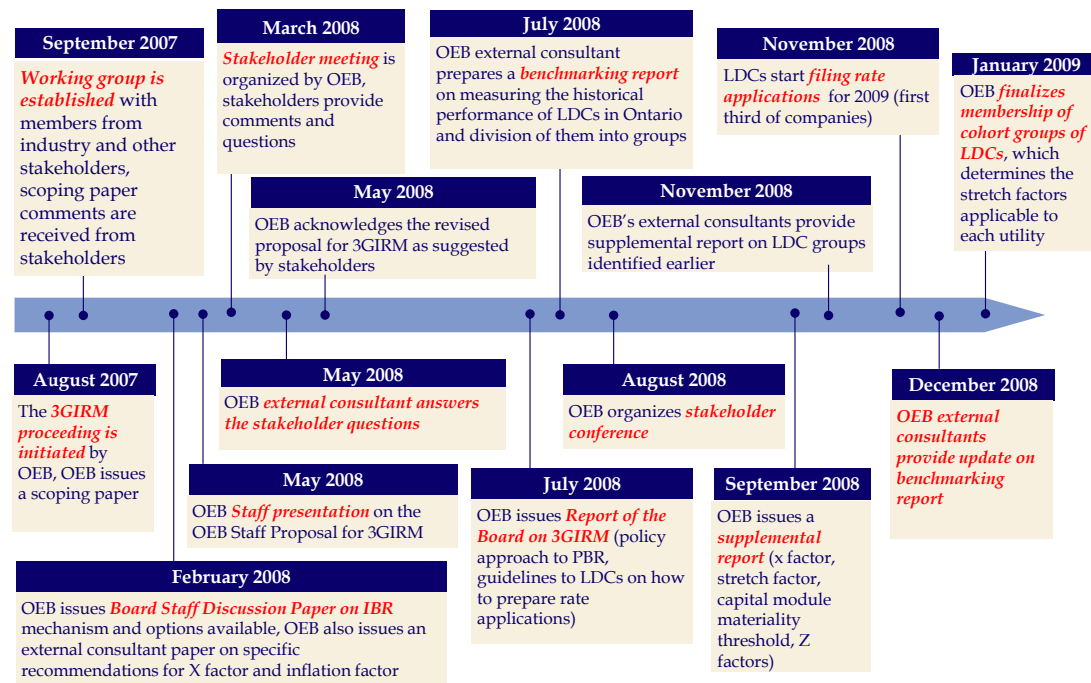 September 2007
Working group is
established with
members from
industry and other
stakeholders,
scoping paper
comments are
received from
stakeholders
March 2008
Stakeholder meeting is
organized by OEB,
stakeholders provide
comments and
questions
May 2008
OEB acknowledges the revised
proposal for 3GIRM as suggested
by stakeholders
July 2008
OEB external consultant
prepares a benchmarking report
on measuring the historical
performance of LDCs in Ontario
and division of them into groups
November 2008
OEB's external consultants provide
supplemental report on LDC groups
identified earlier
November 2008
LDCs start filing rate
applications for 2009 (first
third of companies)
January 2009
OEB finalizes
membership of
cohort groups of
LDCs, which
determines the
stretch factors
applicable to
each utility
August 2007
The 3GIRM
proceeding is
initiated by
OEB, OEB issues
a scoping paper
February 2008
OEB issues Board Staff Discussion Paper on IBR
mechanism and options available, OEB also issues an
external consultant paper on specific
recommendations for X factor and inflation factor
May 2008
OEB Staff presentation on the
OEB Staff Proposal for 3GIRM
May 2008
OEB external consultant answers
the stakeholder questions
July 2008
OEB issues Report of the
Board on 3GIRM (policy
approach to PBR,
guidelines to LDCs on how
to prepare rate
applications)
August 2008
OEB organizes stakeholder
conference
September 2008
OEB issues a
supplemental
report (x factor,
stretch factor,
capital module
materiality
threshold, Z
factors)
December 2008
OEB external
consultants
provide update on
benchmarking
report